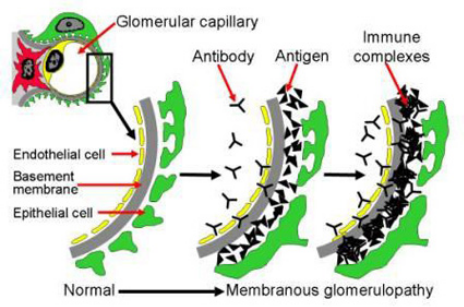 Glomerular capillary
Antibody
Antigen
Immune
complexes
Endothelial cell
Basement
membrane
Epithelial cell
Normal
Membranous glomerulopathy